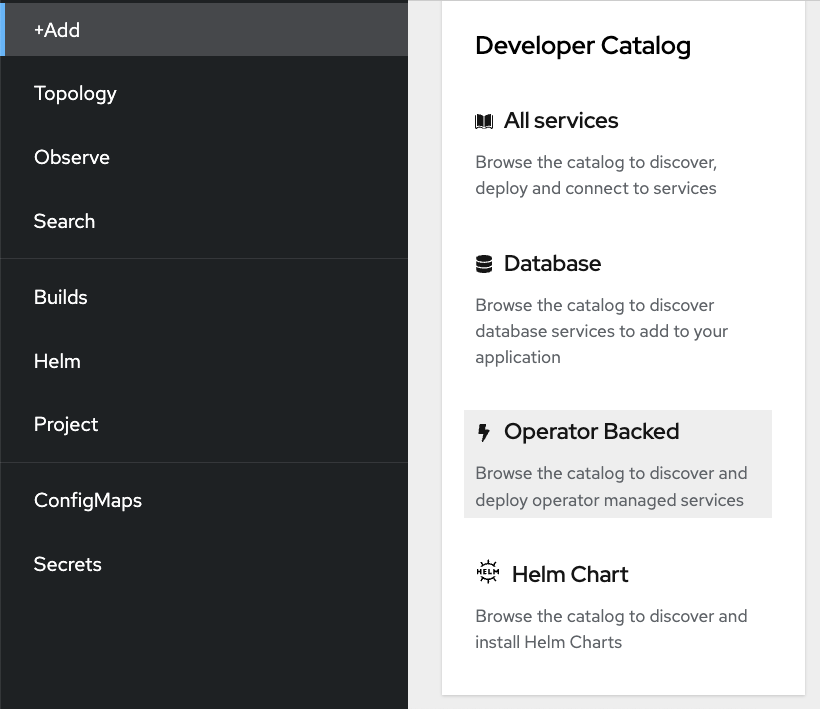 +Add
Topology
Observe
Search
Builds
Helm
Project
ConfigMaps
Secrets
Developer Catalog
All services
Browse the catalog to discover,
deploy and connect to services
Database
Browse the catalog to discover
database services to add to your
application
Operator Backed
Browse the catalog to discover and
deploy operator managed services
HELM Helm Chart
Browse the catalog to discover and
install Helm Charts